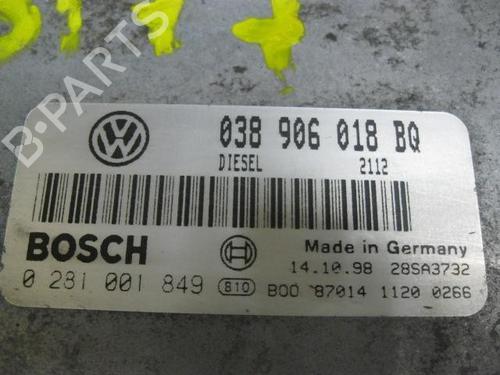 038 906 018 BQ
DIESEL 2112
BOSCH
Made in Germany
14.10.98 28SA3732
0 281 001 849 B00 87014 1120 0266